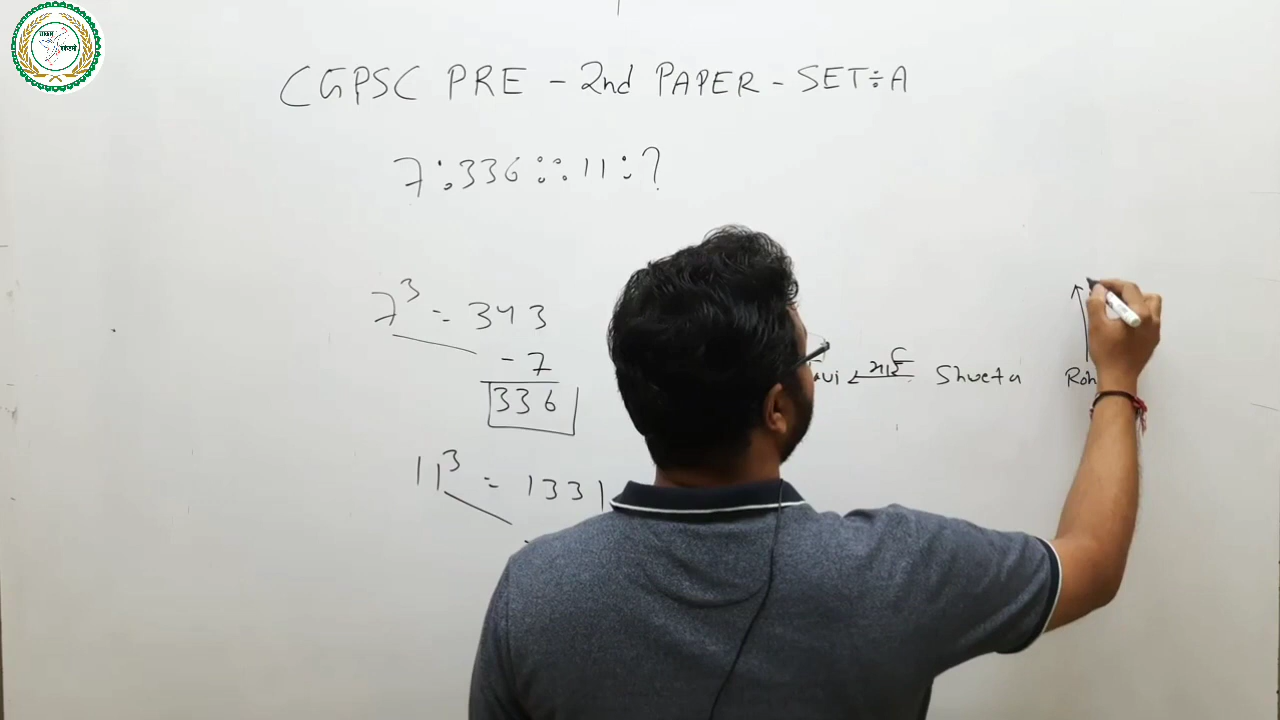 CGPSC PRE - 2nd PAPER - SET÷A
7:336::11:?
7³ = 343
- 7
336
11³ = 1331
भाई Shweta